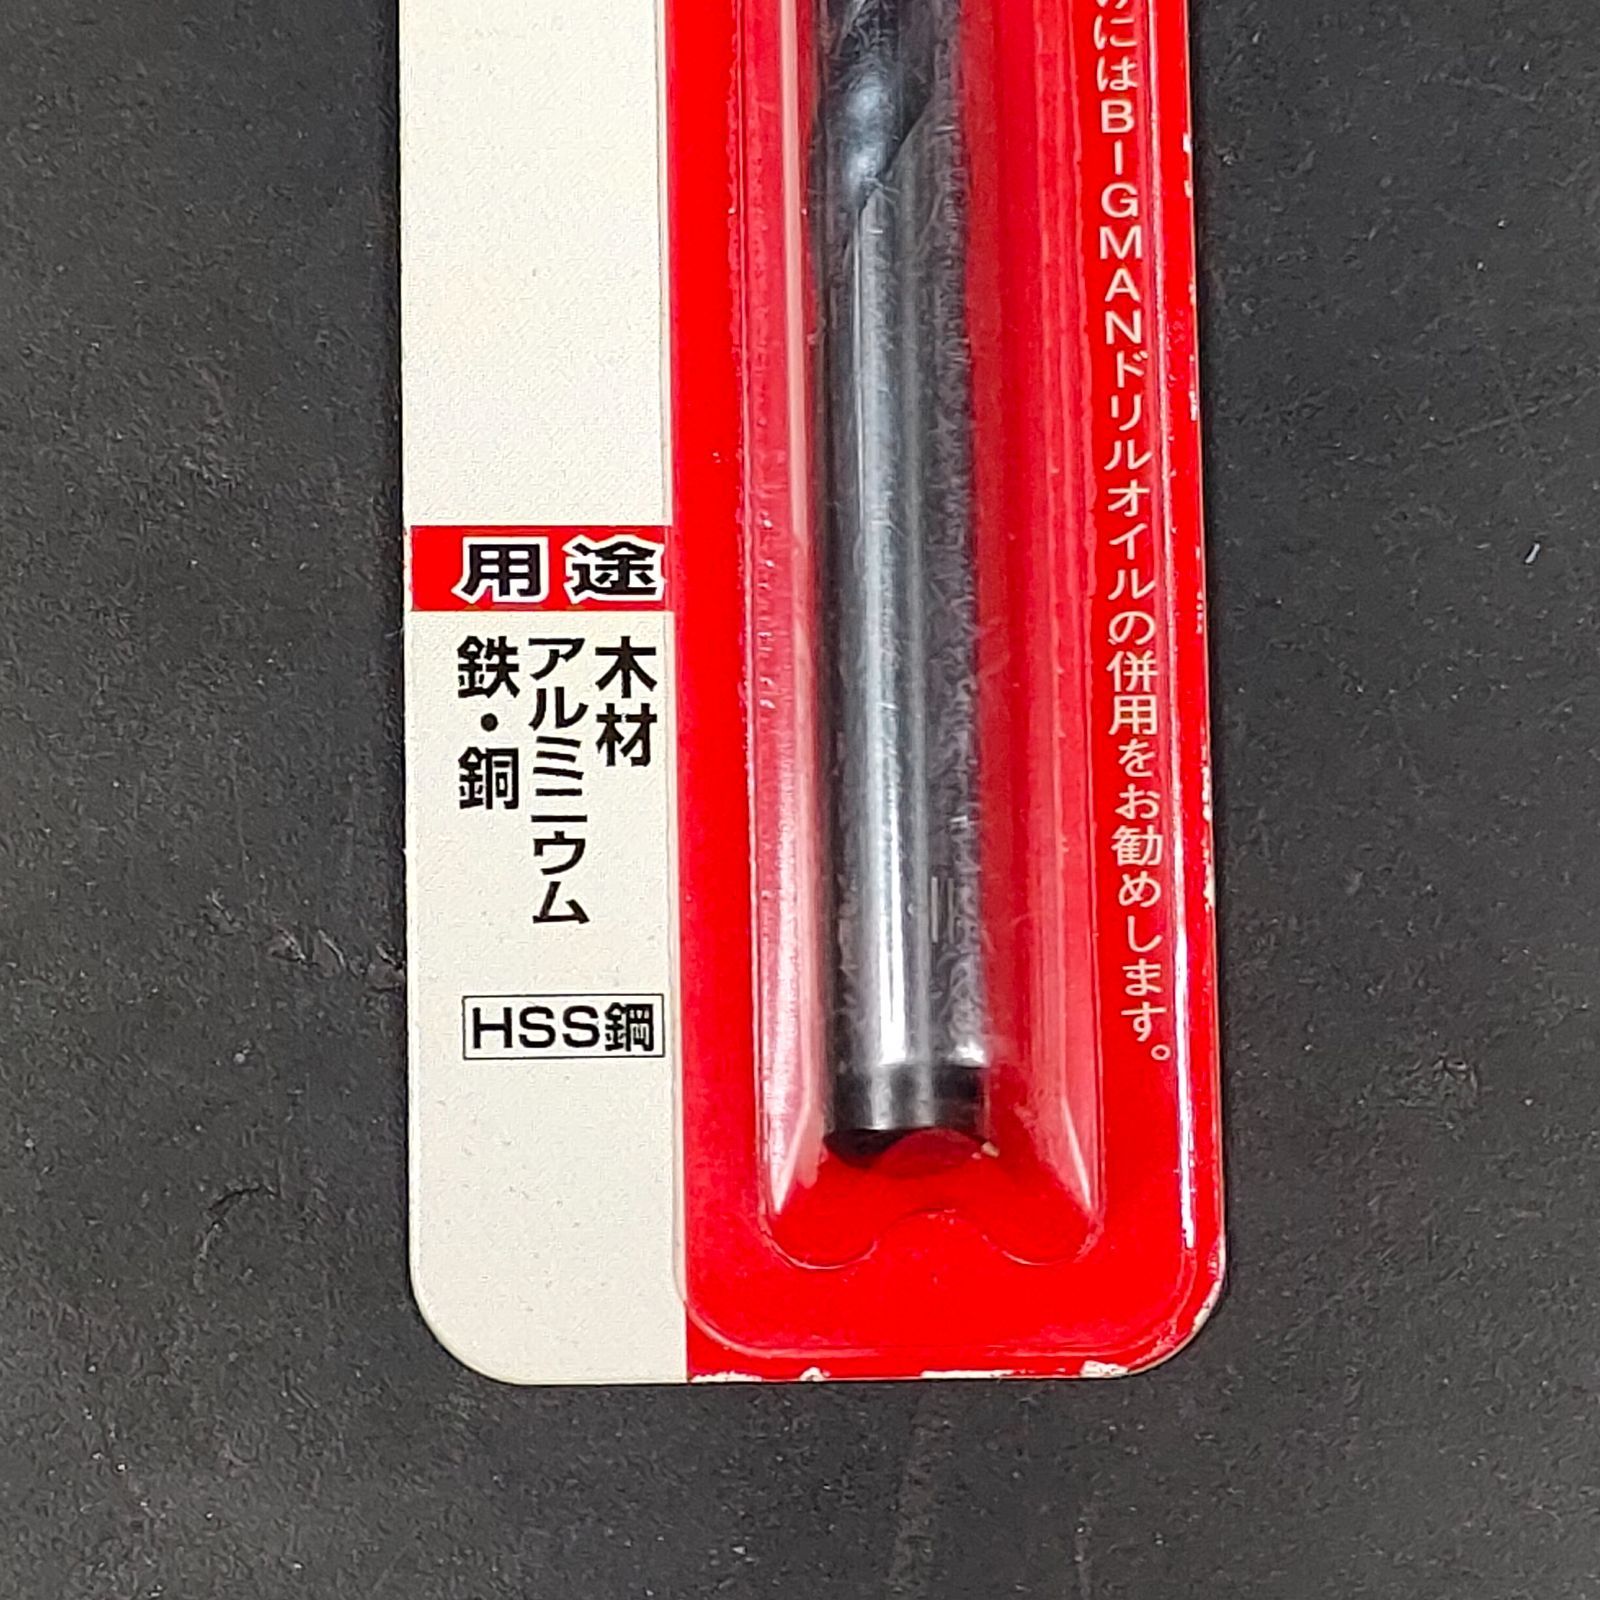 にはBIGMANドリルオイルの併用をお勧めします。
用途
木材
アルミニウム
鉄・銅
HSS鋼